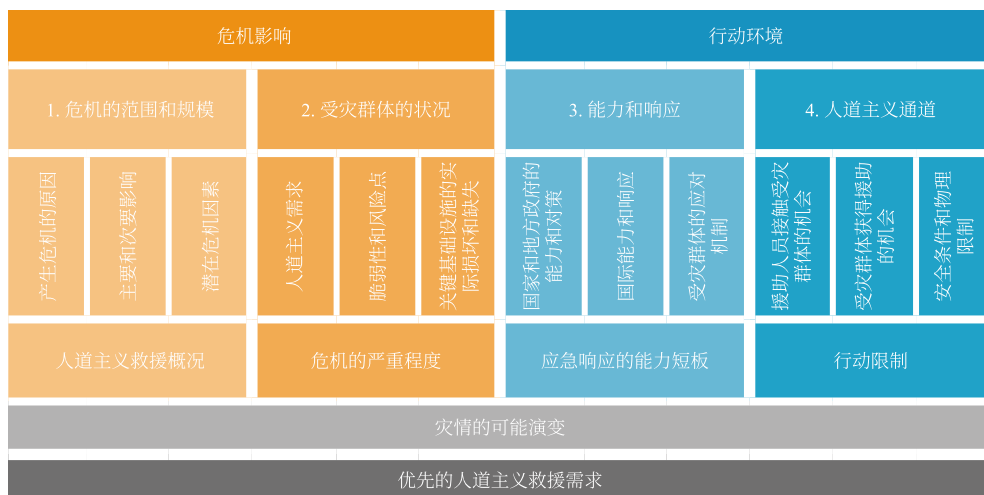 危机影响
行动环境
1. 危机的范围和规模
2. 受灾群体的状况
3. 能力和响应
4. 人道主义通道
产生危机的原因
主要和次要影响
潜在危机因素
人道主义需求
脆弱性和风险点
关键基础设施的实
际损坏和缺失
国家和地方政府的
能力和对策
国际能力和响应
受灾群体的应对
机制
援助人员接触受灾
群体的机会
受灾群体获得援助
的机会
安全条件和物理
限制
人道主义救援概况
危机的严重程度
应急响应的能力短板
行动限制
灾情的可能演变
优先的人道主义救援需求